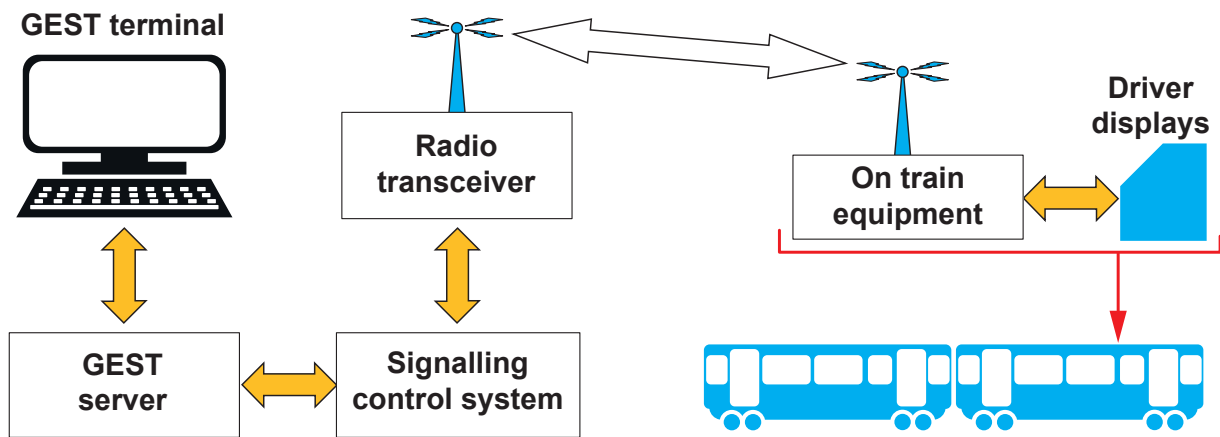 GEST terminal
Radio
transceiver
Driver
displays
On train
equipment
GEST
server
Signalling
control system